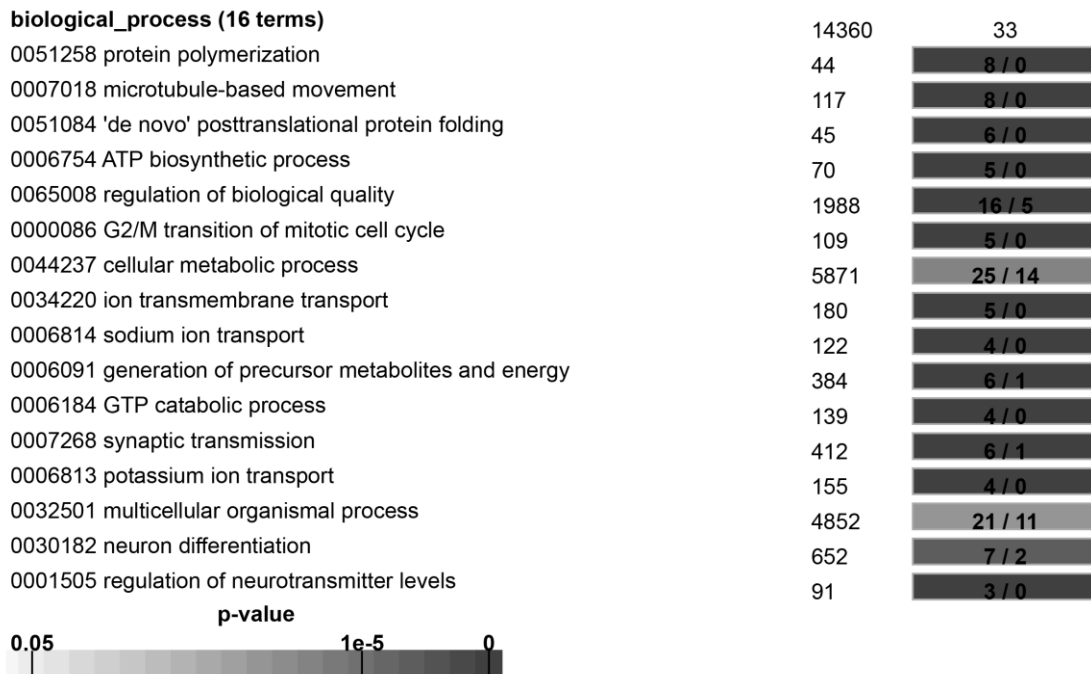 biological_process (16 terms) 14360 33
0051258 protein polymerization 44 8 / 0
0007018 microtubule-based movement 117 8 / 0
0051084 'de novo' posttranslational protein folding 45 6 / 0
0006754 ATP biosynthetic process 70 5 / 0
0065008 regulation of biological quality 1988 16 / 5
0000086 G2/M transition of mitotic cell cycle 109 5 / 0
0044237 cellular metabolic process 5871 25 / 14
0034220 ion transmembrane transport 180 5 / 0
0006814 sodium ion transport 122 4 / 0
0006091 generation of precursor metabolites and energy 384 6 / 1
0006184 GTP catabolic process 139 4 / 0
0007268 synaptic transmission 412 6 / 1
0006813 potassium ion transport 155 4 / 0
0032501 multicellular organismal process 4852 21 / 11
0030182 neuron differentiation 652 7 / 2
0001505 regulation of neurotransmitter levels 91 3 / 0
p-value
0.05 1e-5 0